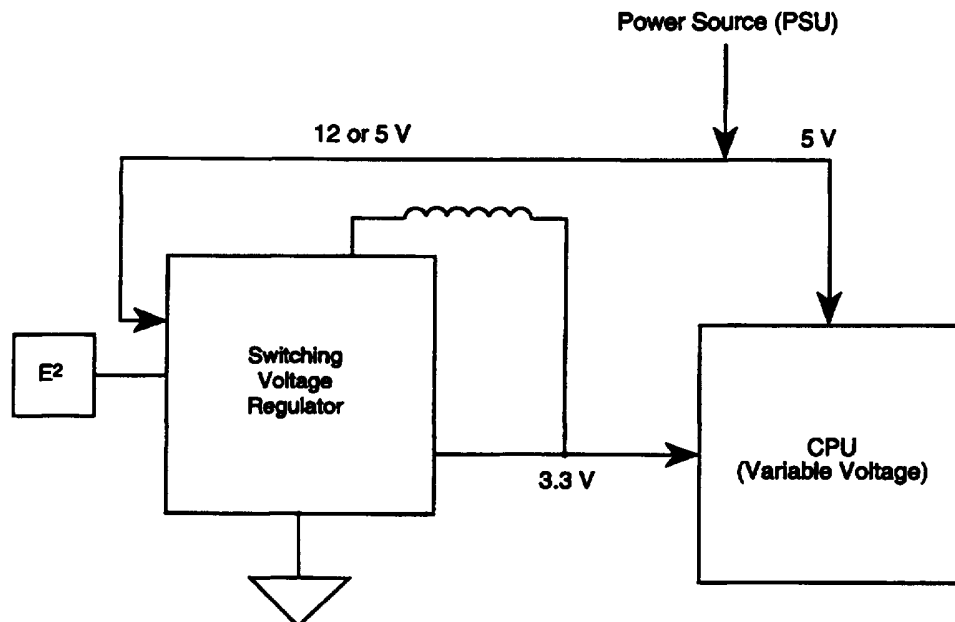 Power Source (PSU)
12 or 5 V
5 V
E²
Switching
Voltage
Regulator
3.3 V
CPU
(Variable Voltage)